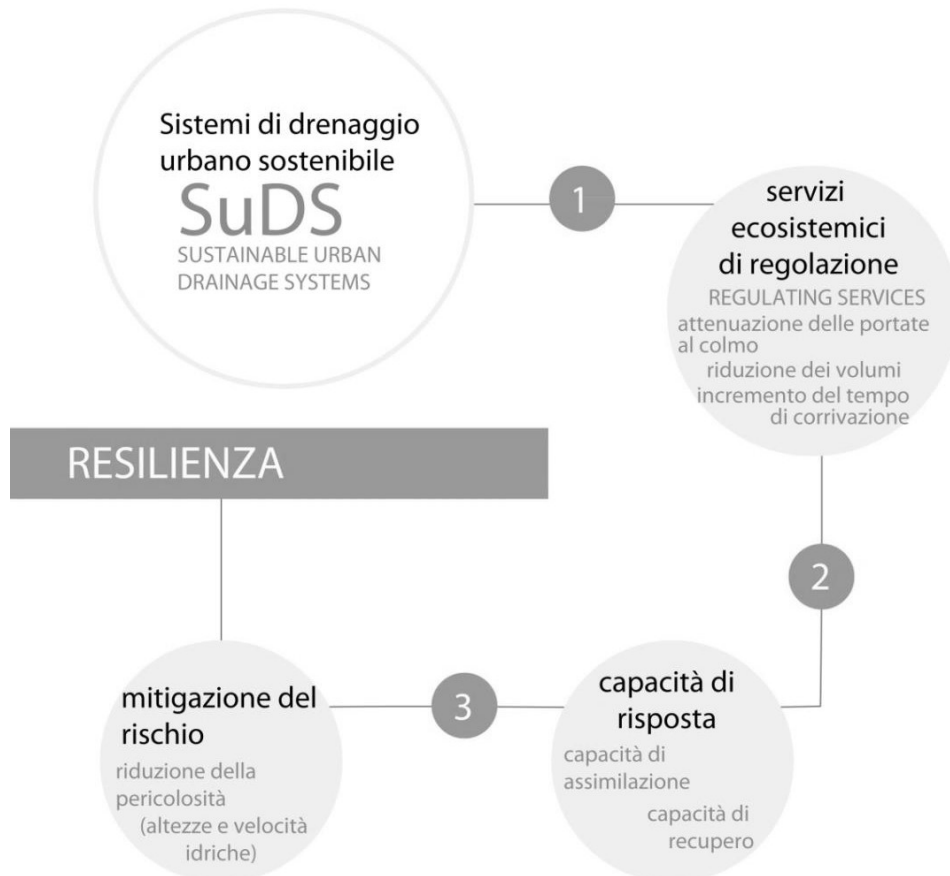 Sistemi di drenaggio
urbano sostenibile
SuDS
SUSTAINABLE URBAN
DRAINAGE SYSTEMS
1
servizi
ecosistemici
di regolazione
REGULATING SERVICES
attenuazione delle portate
al colmo
riduzione dei volumi
incremento del tempo
di corrivazione
2
capacità di
risposta
capacità di
assimilazione
capacità di
recupero
3
mitigazione del
rischio
riduzione della
pericolosità
(altezze e velocità
idriche)
RESILIENZA